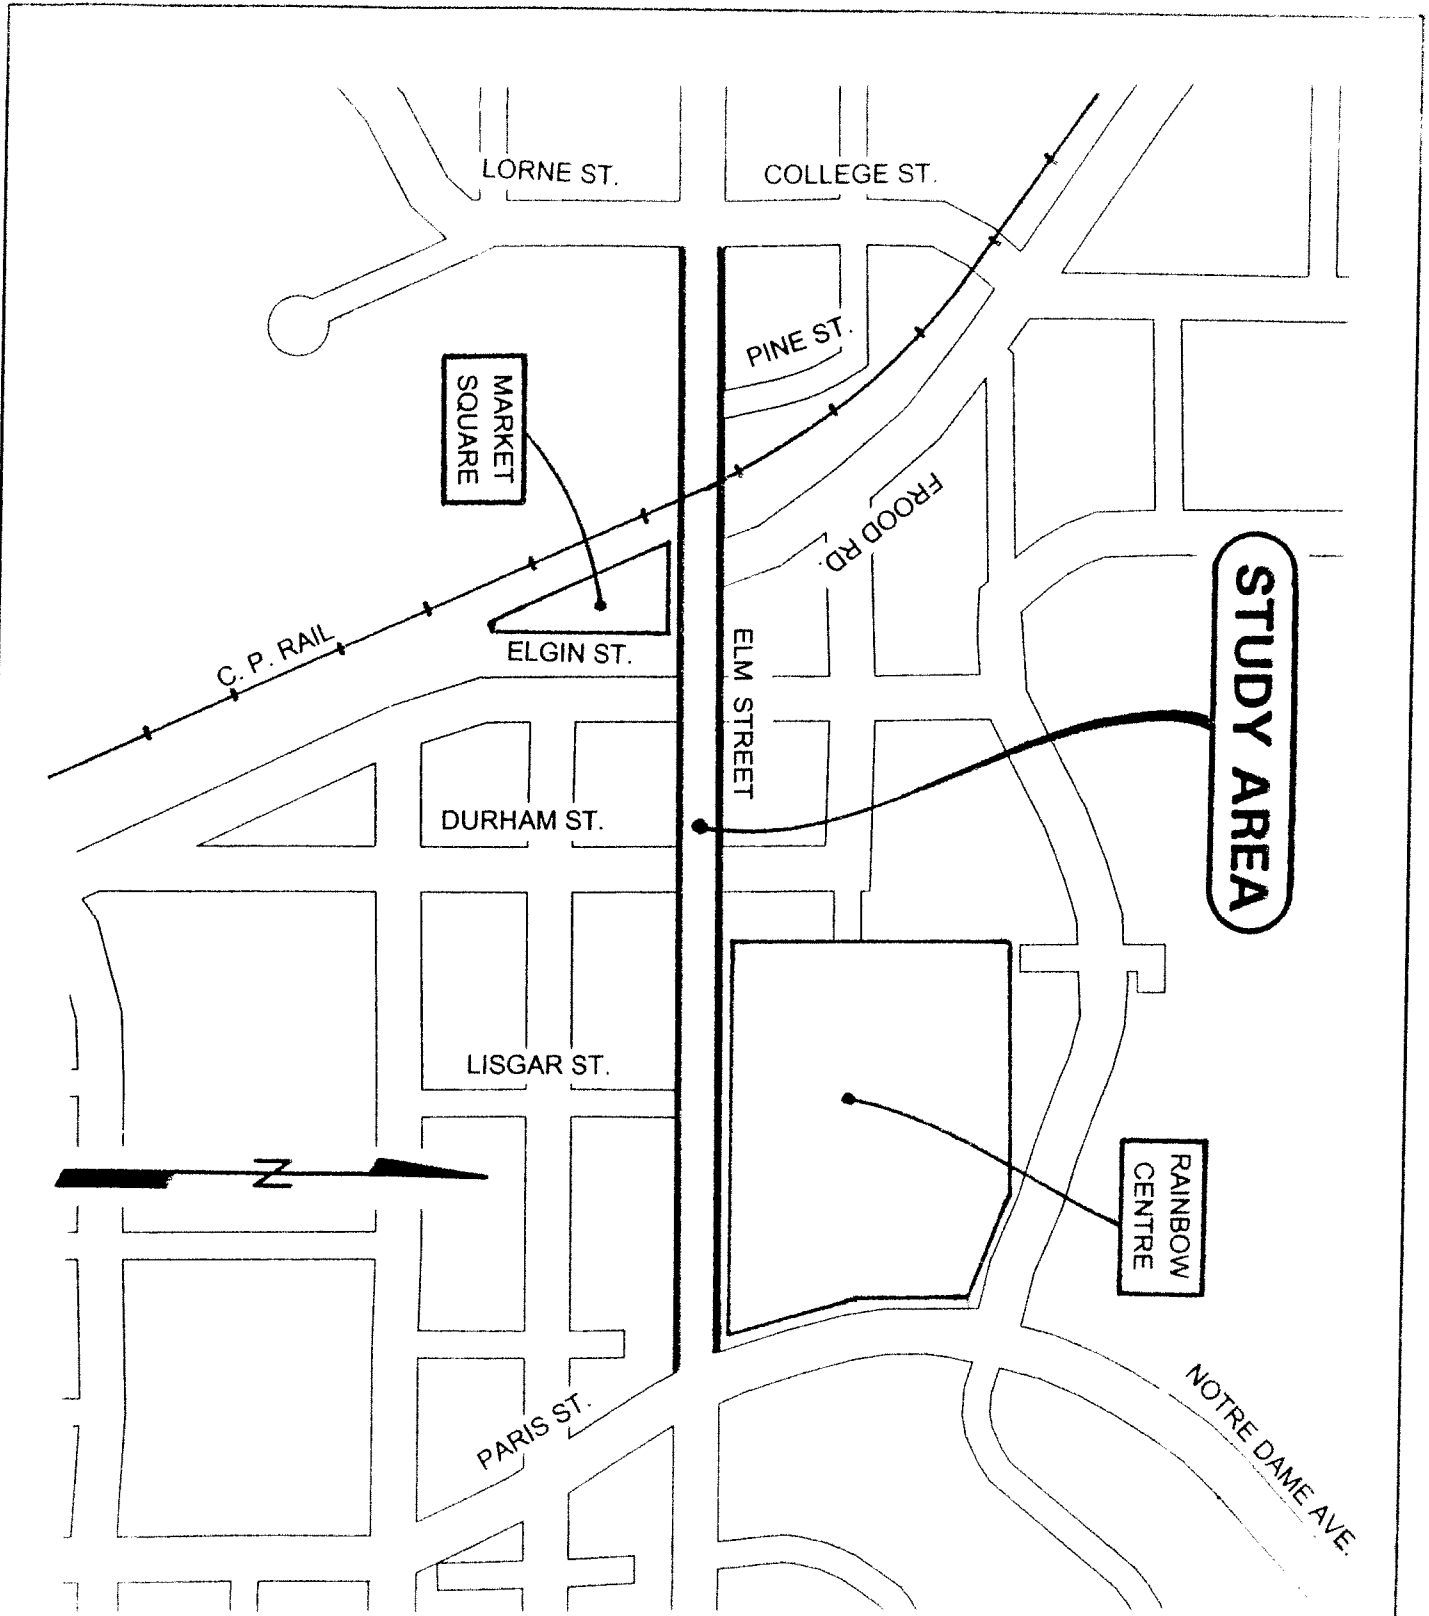 LORNE ST.
COLLEGE ST.
PINE ST.
MARKET
SQUARE
FROOD RD.
STUDY AREA
C. P. RAIL
ELGIN ST.
ELM STREET
DURHAM ST.
LISGAR ST.
N
RAINBOW
CENTRE
PARIS ST.
NOTRE DAME AVE.